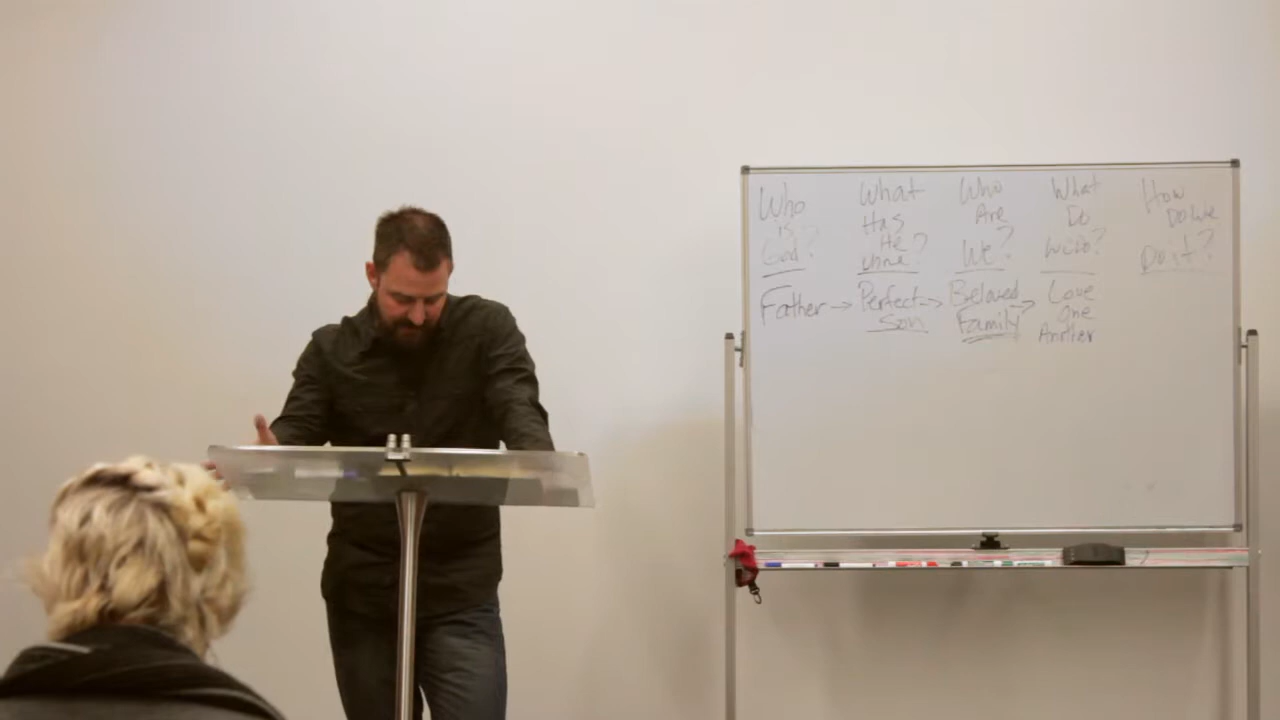 Who
is
God?
What
Has
He
done?
Who
Are
We?
What
Do
We Do?
How
Do We
Do it?
Father → Perfect → Beloved → Love
Son
Family
One
Another